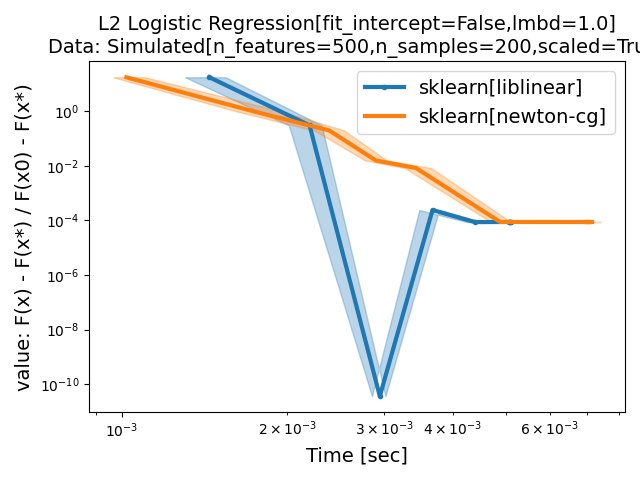 L2 Logistic Regression[fit_intercept=False,lmbd=1.0]
Data: Simulated[n_features=500,n_samples=200,scaled=Tru
sklearn[liblinear]
sklearn[newton-cg]
value: F(x) - F(x*) / F(x0) - F(x*)
10⁰
10⁻²
10⁻⁴
10⁻⁶
10⁻⁸
10⁻¹⁰
10⁻³
2 × 10⁻³
3 × 10⁻³
4 × 10⁻³
6 × 10⁻³
Time [sec]